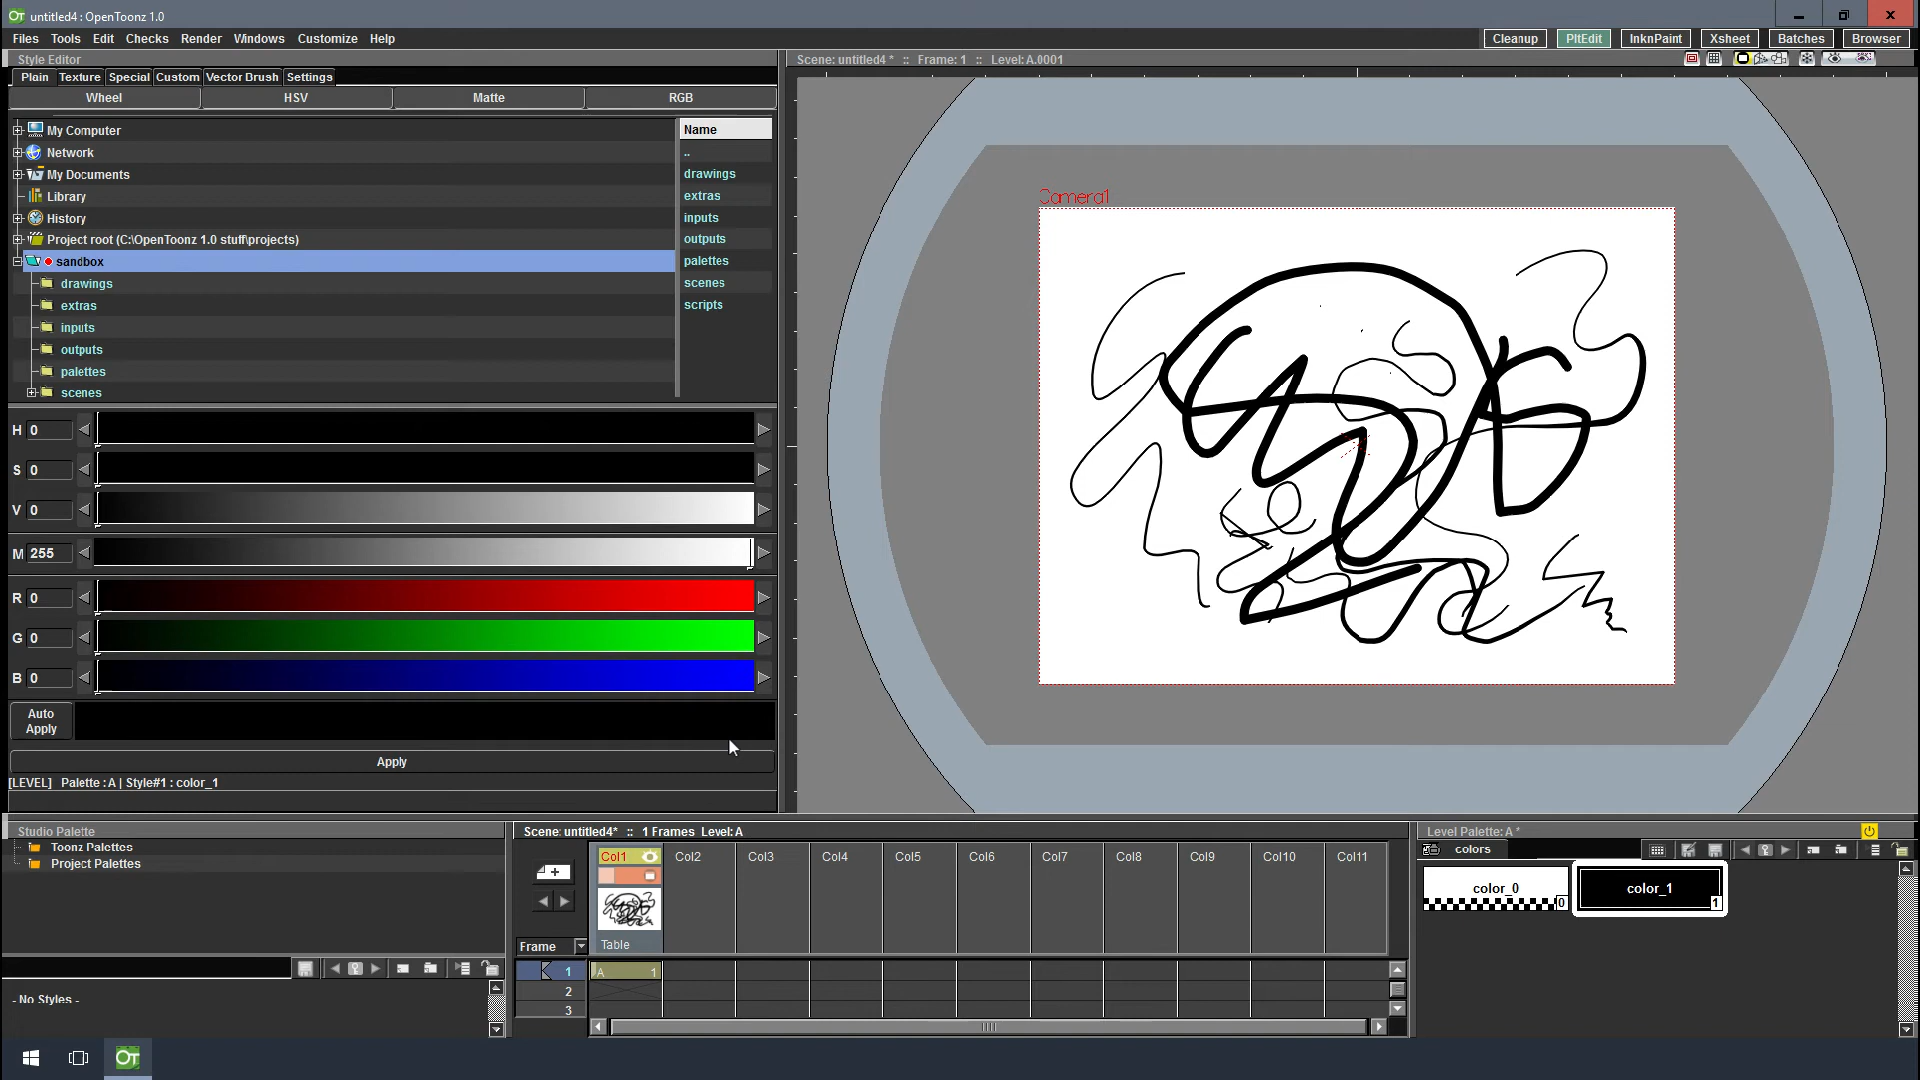 untitled4 : OpenToonz 1.0
Files Tools Edit Checks Render Windows Customize Help
Cleanup PltEdit InknPaint Xsheet Batches Browser
Style Editor
Scene: untitled4 * :: Frame: 1 :: Level: A.0001
Plain Texture Special Custom Vector Brush Settings
Wheel HSV Matte RGB
My Computer
Network
My Documents
Library
History
Project root (C:\OpenToonz 1.0 stuff\projects)
sandbox
drawings
extras
inputs
outputs
palettes
scenes
Name
..
drawings
extras
inputs
outputs
palettes
scenes
scripts
Camera1
H 0
S 0
V 0
M 255
R 0
G 0
B 0
Auto
Apply
Apply
[LEVEL] Palette : A | Style#1 : color_1
Studio Palette
Toonz Palettes
Project Palettes
- No Styles -
Scene: untitled4* :: 1 Frames Level: A
Col1 Col2 Col3 Col4 Col5 Col6 Col7 Col8 Col9 Col10 Col11
Table
Frame
1 A 1
2
3
Level Palette: A *
colors
color_0 0
color_1 1
OT